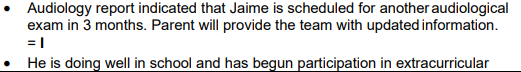 • Audiology report indicated that Jaime is scheduled for another audiological
exam in 3 months. Parent will provide the team with updated information.
= I
• He is doing well in school and has begun participation in extracurricular